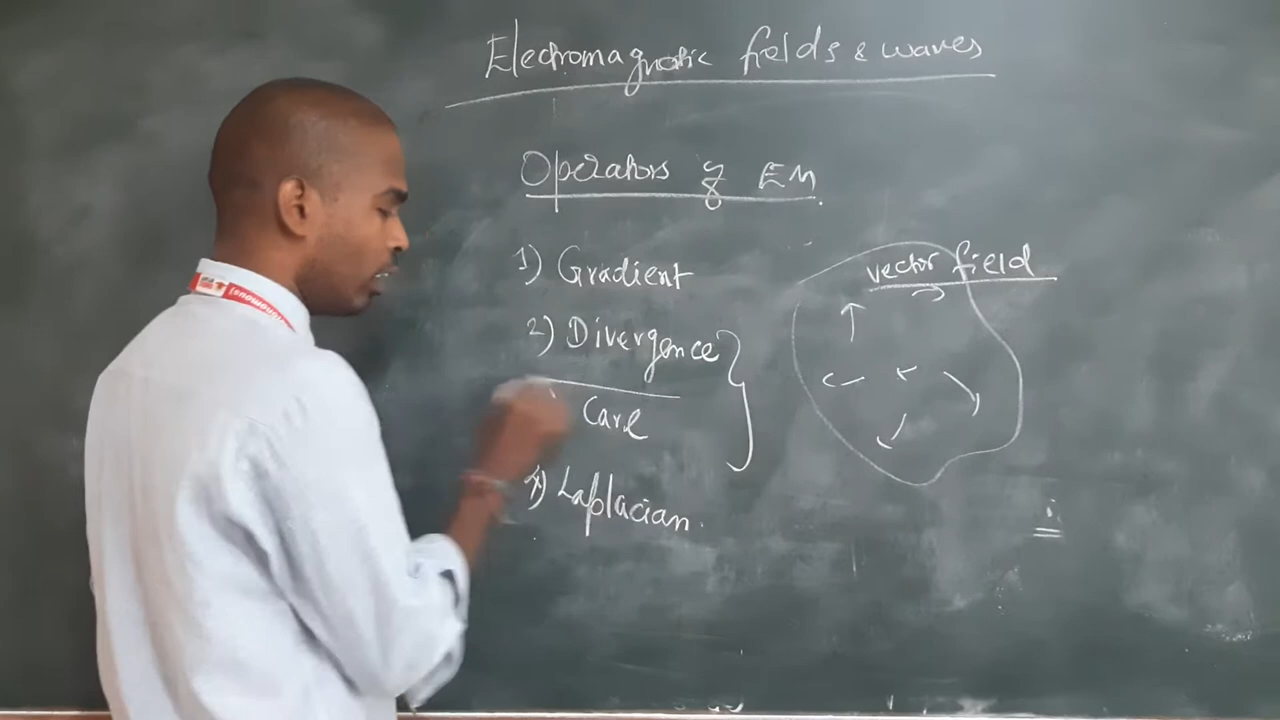 Electromagnetic fields & waves
Operators of EM.
1) Gradient
2) Divergence
Curl
4) Laplacian.
vector field